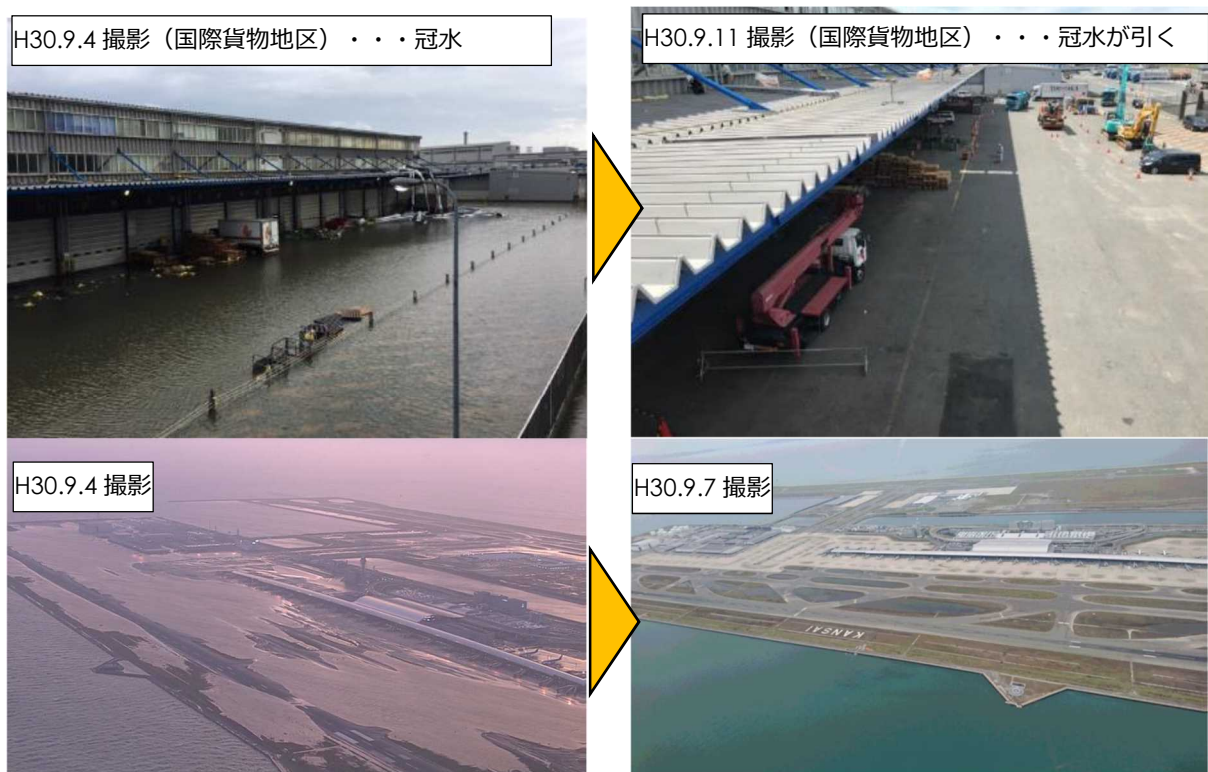 H30.9.4 撮影（国際貨物地区）・・・冠水
H30.9.11 撮影（国際貨物地区）・・・冠水が引く
H30.9.4 撮影
H30.9.7 撮影
KANSAI